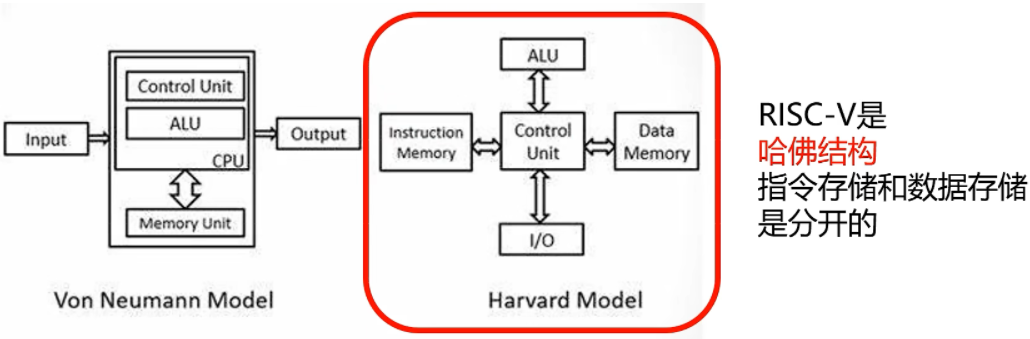 Input
Control Unit
ALU
CPU
Memory Unit
Output
Von Neumann Model
ALU
Instruction
Memory
Control
Unit
Data
Memory
I/O
Harvard Model
RISC-V是
哈佛结构
指令存储和数据存储
是分开的